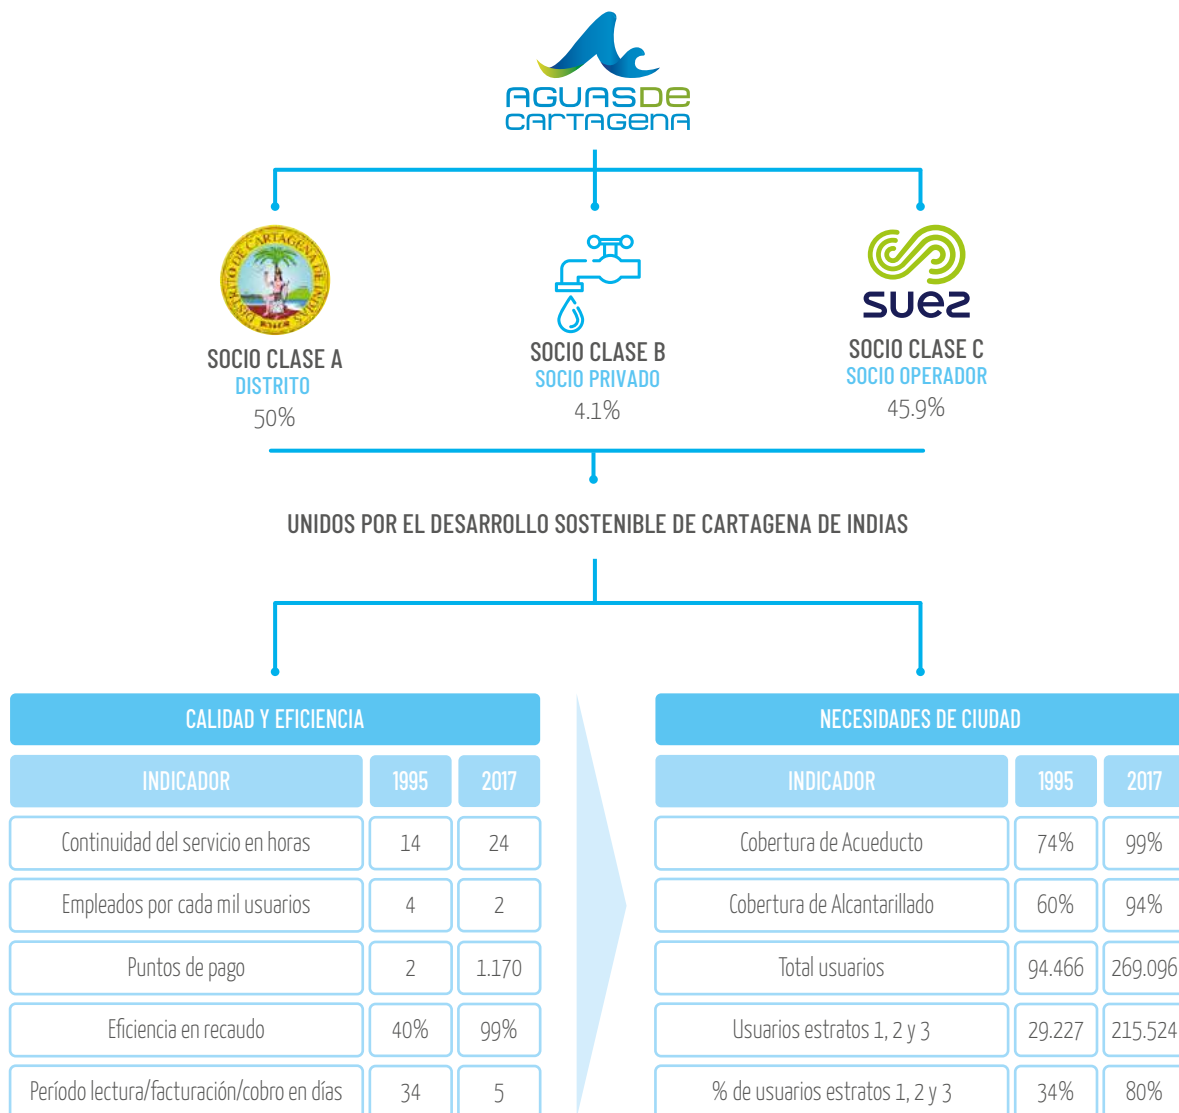 AGUASDE
CARTAGENA
DISTRITO DE CARTAGENA DE INDIAS
suez
SOCIO CLASE A
DISTRITO
50%
SOCIO CLASE B
SOCIO PRIVADO
4.1%
SOCIO CLASE C
SOCIO OPERADOR
45.9%
UNIDOS POR EL DESARROLLO SOSTENIBLE DE CARTAGENA DE INDIAS
CALIDAD Y EFICIENCIA
INDICADOR 1995 2017
Continuidad del servicio en horas 14 24
Empleados por cada mil usuarios 4 2
Puntos de pago 2 1.170
Eficiencia en recaudo 40% 99%
Período lectura/facturación/cobro en días 34 5
NECESIDADES DE CIUDAD
INDICADOR 1995 2017
Cobertura de Acueducto 74% 99%
Cobertura de Alcantarillado 60% 94%
Total usuarios 94.466 269.096
Usuarios estratos 1, 2 y 3 29.227 215.524
% de usuarios estratos 1, 2 y 3 34% 80%